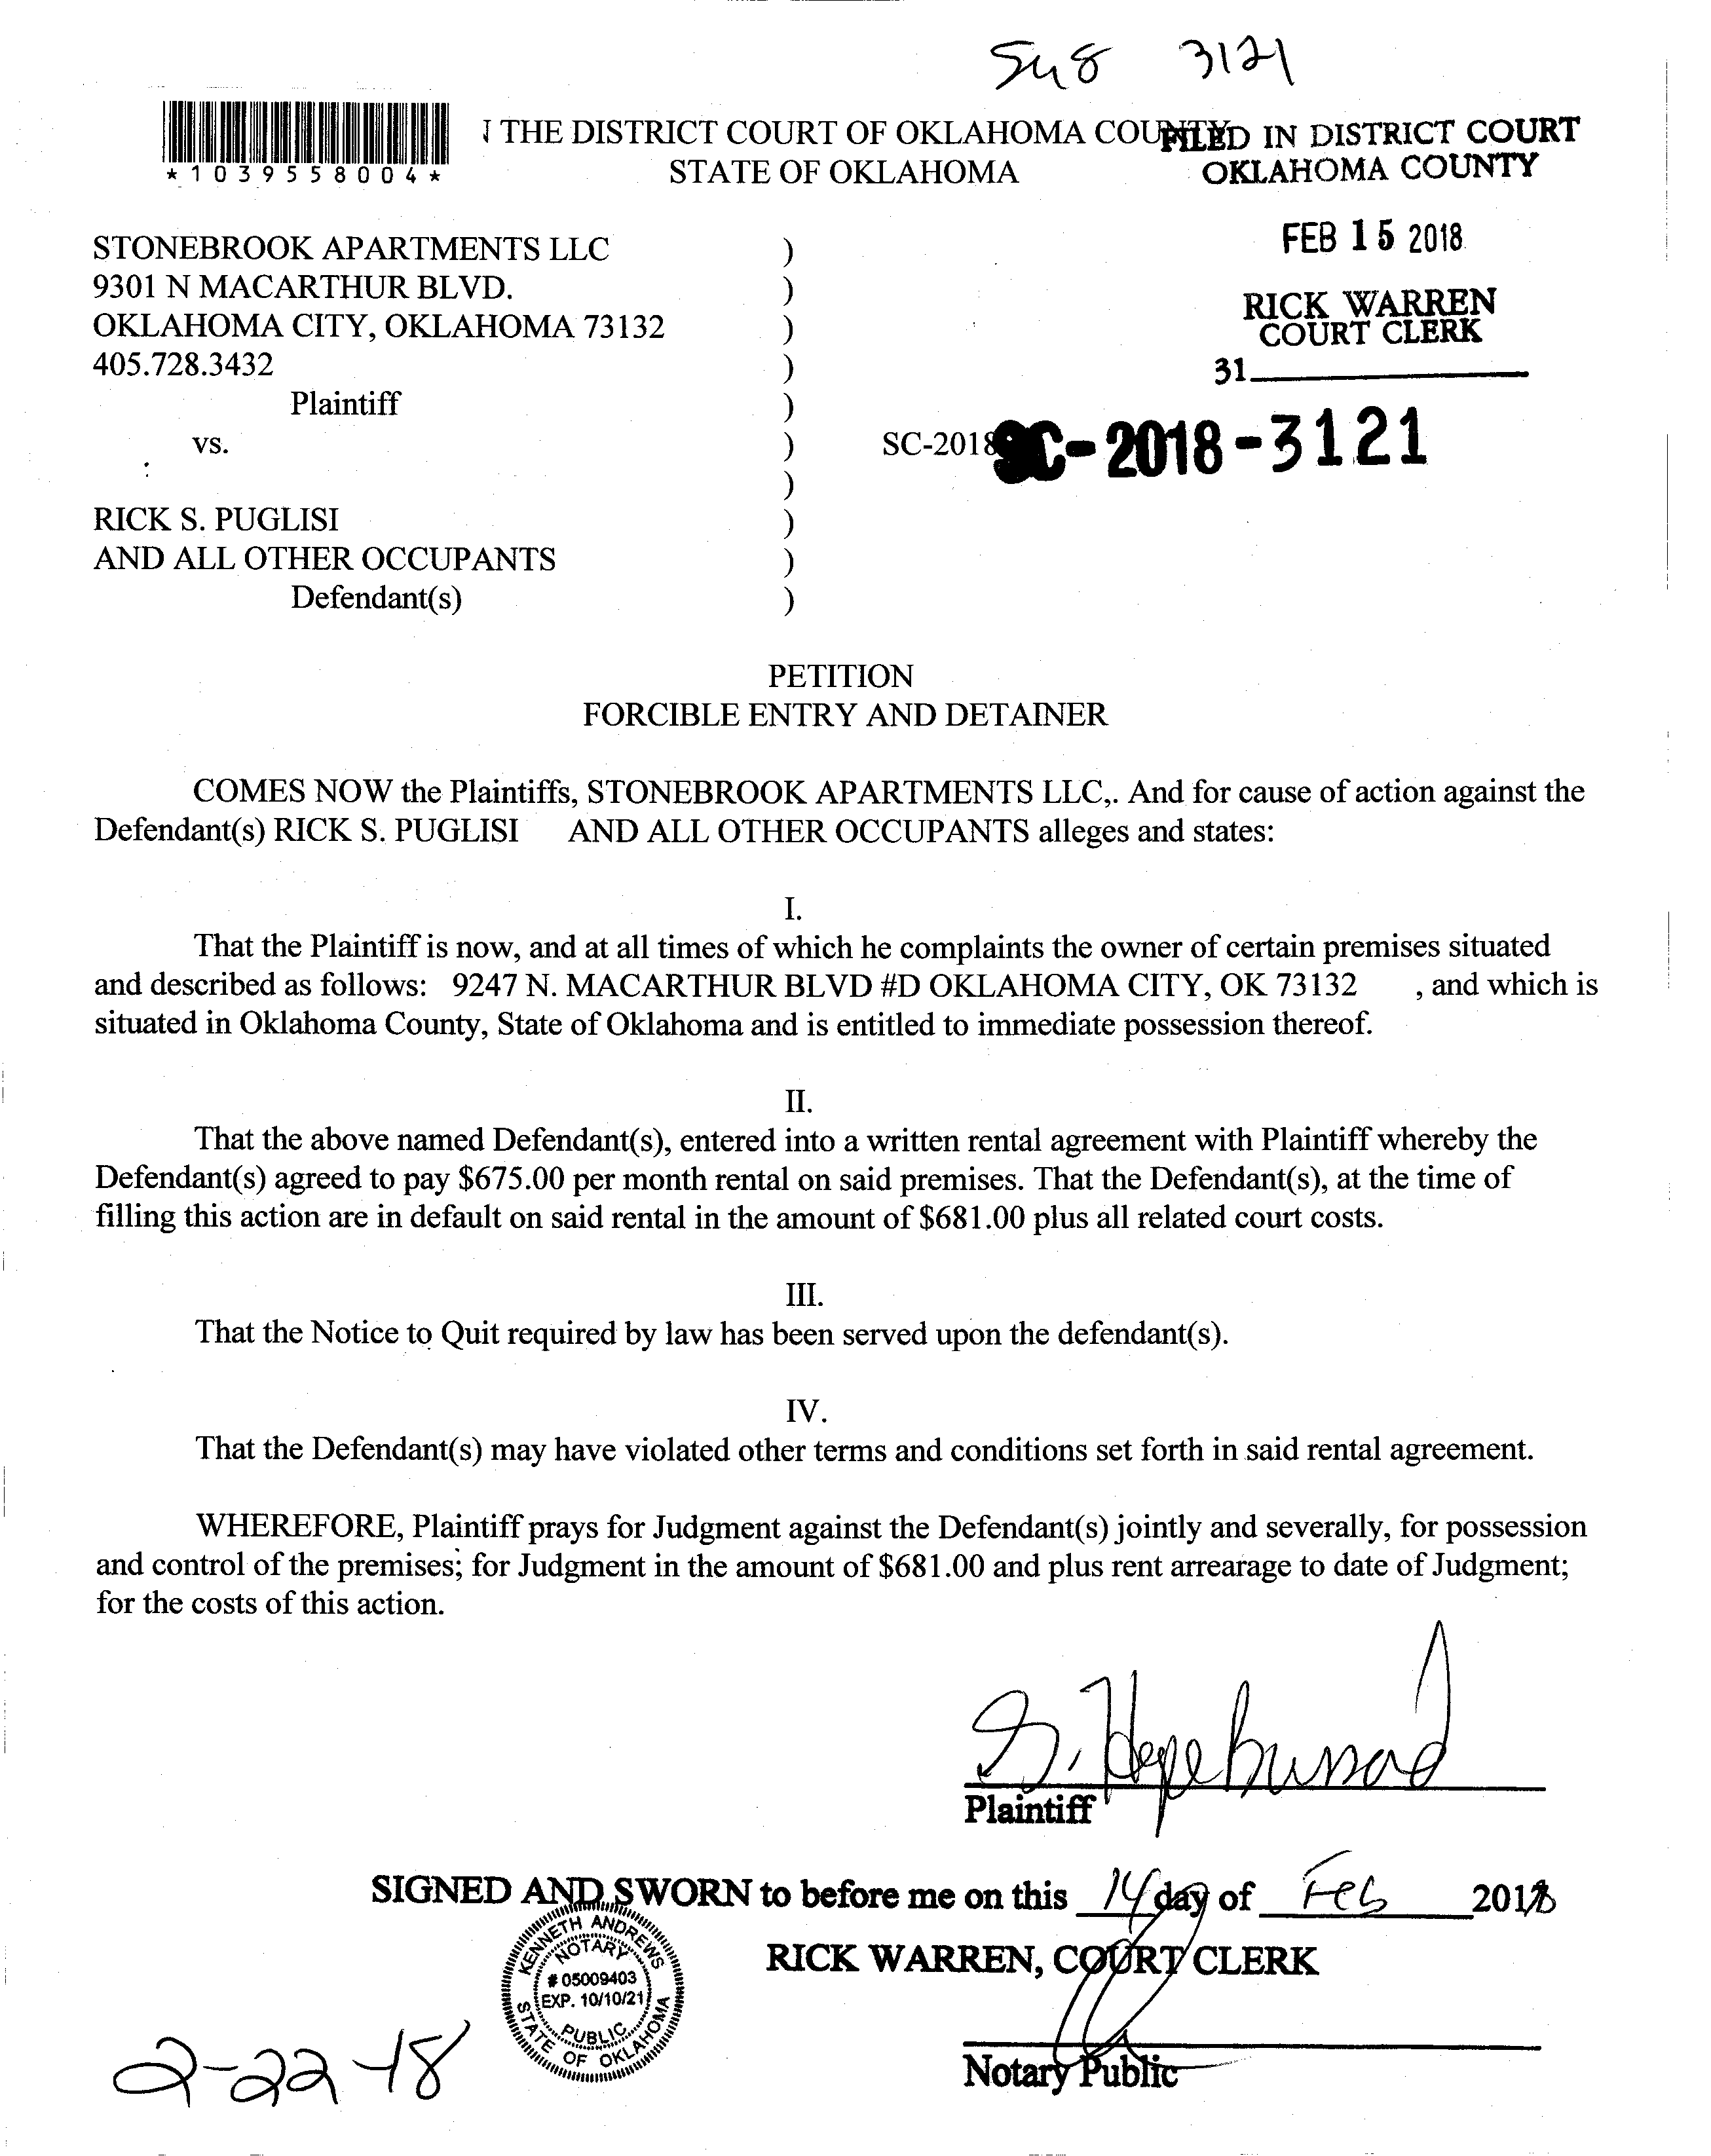 3121
I THE DISTRICT COURT OF OKLAHOMA COUNTY
STATE OF OKLAHOMA
FILED IN DISTRICT COURT
OKLAHOMA COUNTY
*1039558004*
FEB 15 2018
RICK WARREN
COURT CLERK
31
STONEBROOK APARTMENTS LLC )
9301 N MACARTHUR BLVD. )
OKLAHOMA CITY, OKLAHOMA 73132 )
405.728.3432 )
Plaintiff )
vs. ) SC-2018 SC-2018-3121
)
RICK S. PUGLISI )
AND ALL OTHER OCCUPANTS )
Defendant(s) )
PETITION
FORCIBLE ENTRY AND DETAINER
COMES NOW the Plaintiffs, STONEBROOK APARTMENTS LLC,. And for cause of action against the
Defendant(s) RICK S. PUGLISI AND ALL OTHER OCCUPANTS alleges and states:
I.
That the Plaintiff is now, and at all times of which he complaints the owner of certain premises situated
and described as follows: 9247 N. MACARTHUR BLVD #D OKLAHOMA CITY, OK 73132 , and which is
situated in Oklahoma County, State of Oklahoma and is entitled to immediate possession thereof.
II.
That the above named Defendant(s), entered into a written rental agreement with Plaintiff whereby the
Defendant(s) agreed to pay $675.00 per month rental on said premises. That the Defendant(s), at the time of
filling this action are in default on said rental in the amount of $681.00 plus all related court costs.
III.
That the Notice to Quit required by law has been served upon the defendant(s).
IV.
That the Defendant(s) may have violated other terms and conditions set forth in said rental agreement.
WHEREFORE, Plaintiff prays for Judgment against the Defendant(s) jointly and severally, for possession
and control of the premises; for Judgment in the amount of $681.00 and plus rent arrearage to date of Judgment;
for the costs of this action.
Plaintiff
SIGNED AND SWORN to before me on this 14 day of Feb 2018
RICK WARREN, COURT CLERK
KENNETH ANDREWS
NOTARY
# 05009403
EXP. 10/10/21
PUBLIC
STATE OF OKLAHOMA
Notary Public
2-22-18